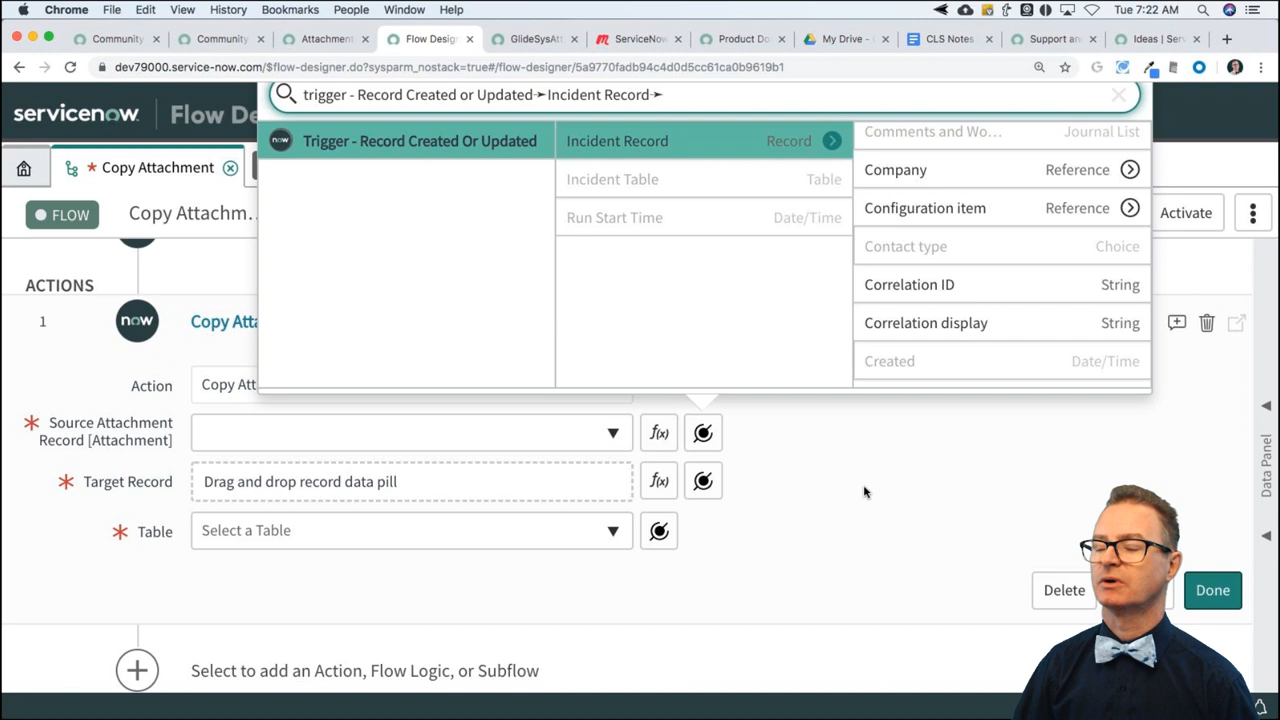 Chrome File Edit View History Bookmarks People Window Help Tue 7:22 AM
Community Community Attachment Flow Desig GlideSysAtt ServiceNow Product Do My Drive - CLS Notes Support an Ideas | Serv
dev79000.service-now.com/$flow-designer.do?sysparm_nostack=true#/flow-designer/5a9770fadb94c4d0d5cc61ca0b9619b1
servicenow Flow De
trigger - Record Created or Updated➛Incident Record➛
now Trigger - Record Created Or Updated Incident Record Record Comments and Wo... Journal List
* Copy Attachment Incident Table Table Company Reference
FLOW Copy Attachm... Run Start Time Date/Time Configuration item Reference Activate
Contact type Choice
ACTIONS Correlation ID String
1 now Copy Atta Correlation display String
Created Date/Time
Action Copy Att
* Source Attachment
Record [Attachment] f(x)
* Target Record Drag and drop record data pill f(x)
* Table Select a Table
Data Panel
Delete Done
Select to add an Action, Flow Logic, or Subflow